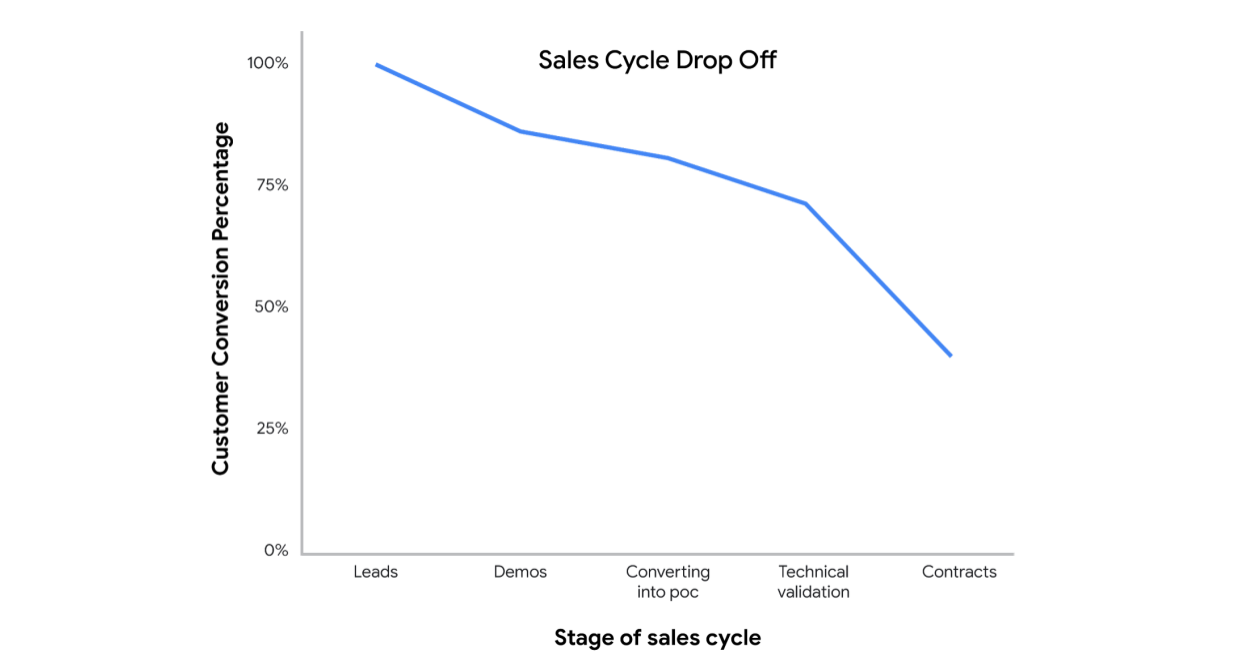 Sales Cycle Drop Off
Customer Conversion Percentage
100%
75%
50%
25%
0%
Leads
Demos
Converting
into poc
Technical
validation
Contracts
Stage of sales cycle